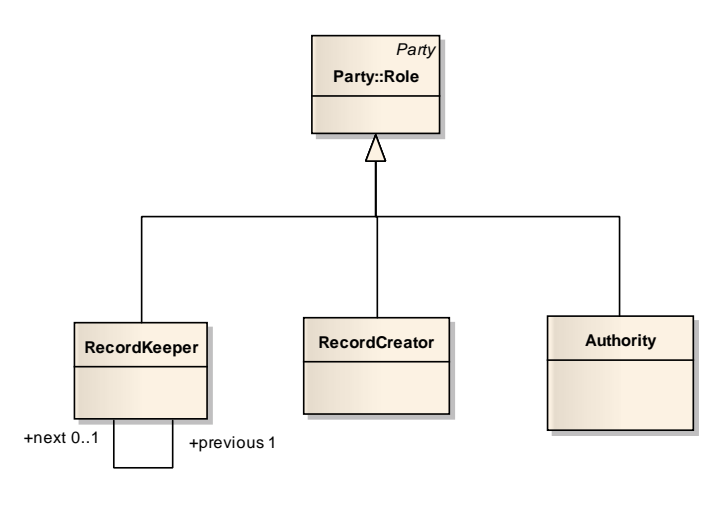 Party
Party::Role
RecordKeeper
RecordCreator
Authority
+next 0..1
+previous 1